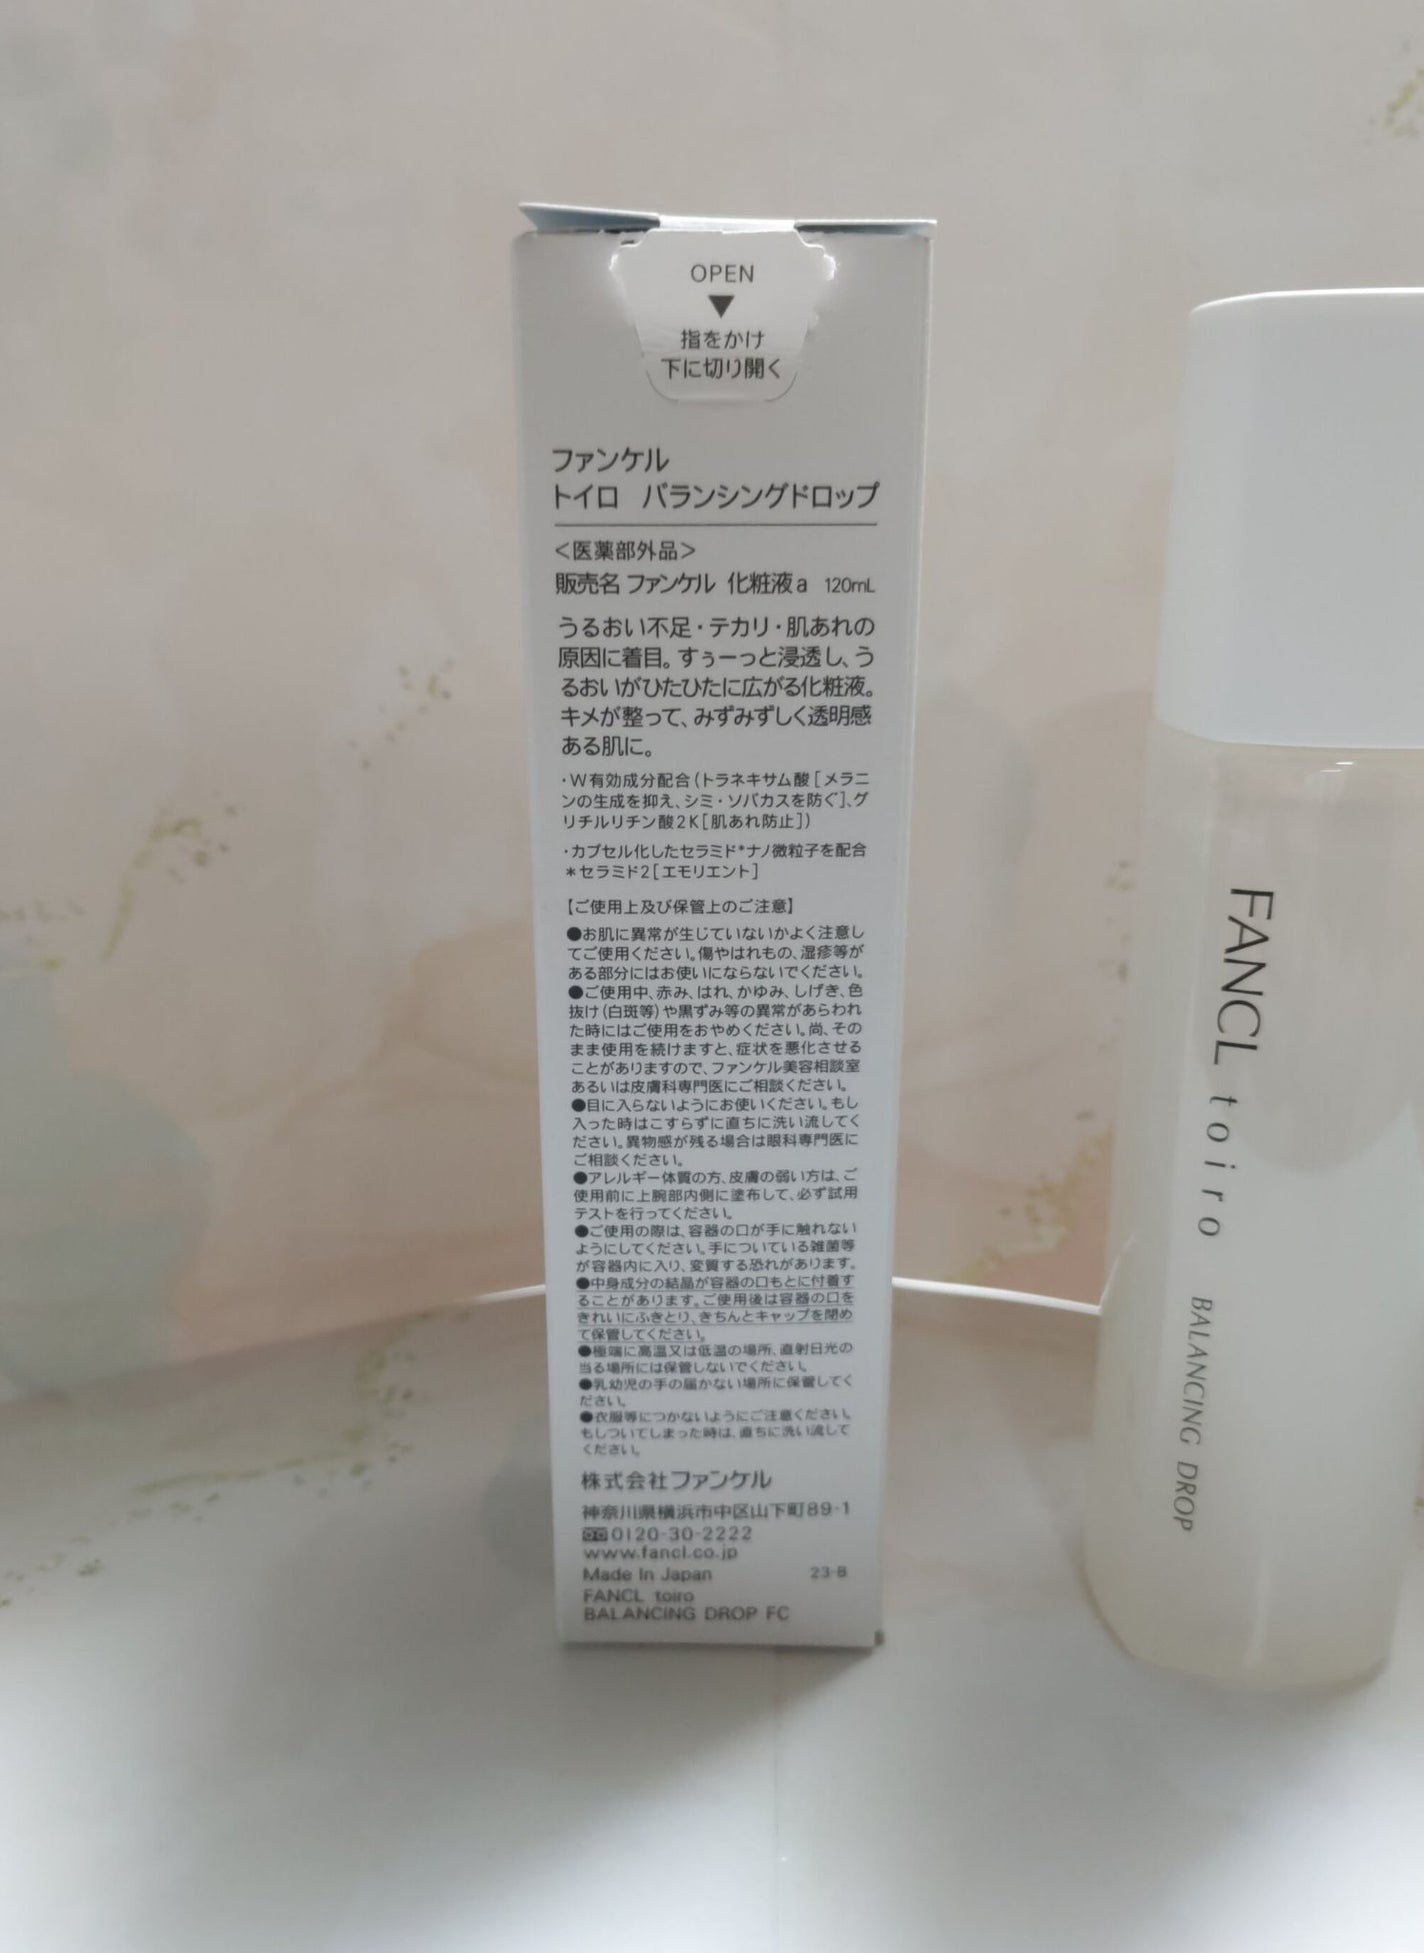 OPEN
▼
指をかけ
下に切り開く
ファンケル
トイロ バランシングドロップ
<医薬部外品>
販売名 ファンケル 化粧液a 120mL
うるおい不足・テカリ・肌あれの
原因に着目。すぅーっと浸透し、う
るおいがひたひたに広がる化粧液。
キメが整って、みずみずしく透明感
ある肌に。
・W有効成分配合(トラネキサム酸[メラニ
ンの生成を抑え、シミ・ソバカスを防ぐ]、グ
リチルリチン酸2K[肌あれ防止])
・カプセル化したセラミド*ナノ微粒子を配合
*セラミド2[エモリエント]
【ご使用上及び保管上のご注意】
●お肌に異常が生じていないかよく注意し
てご使用ください。傷やはれもの、湿疹等が
ある部分にはお使いにならないでください。
●ご使用中、赤み、はれ、かゆみ、しげき、色
抜け(白斑等)や黒ずみ等の異常があらわれ
た時にはご使用をおやめください。尚、その
まま使用を続けますと、症状を悪化させる
ことがありますので、ファンケル美容相談室
あるいは皮膚科専門医にご相談ください。
●目に入らないようにお使いください。もし
入った時はこすらずに直ちに洗い流してく
ださい。異物感が残る場合は眼科専門医に
ご相談ください。
●アレルギー体質の方、皮膚の弱い方は、ご
使用前に上腕部内側に塗布して、必ず試用
テストを行ってください。
●ご使用の際は、容器の口が手に触れない
ようにしてください。手についている雑菌等
が容器内に入り、変質する恐れがあります。
●中身成分の結晶が容器の口もとに付着す
ることがあります。ご使用後は容器の口を
きれいにふきとり、きちんとキャップを閉め
て保管してください。
●極端に高温又は低温の場所、直射日光の
当る場所には保管しないでください。
●乳幼児の手の届かない場所に保管してく
ださい。
●衣服等につかないようにご注意ください。
もしついてしまった時は、直ちに洗い流して
ください。
株式会社ファンケル
神奈川県横浜市中区山下町89-1
0120-30-2222
www.fancl.co.jp
Made In Japan 23-B
FANCL toiro
BALANCING DROP FC
FANCL toiro BALANCING DROP